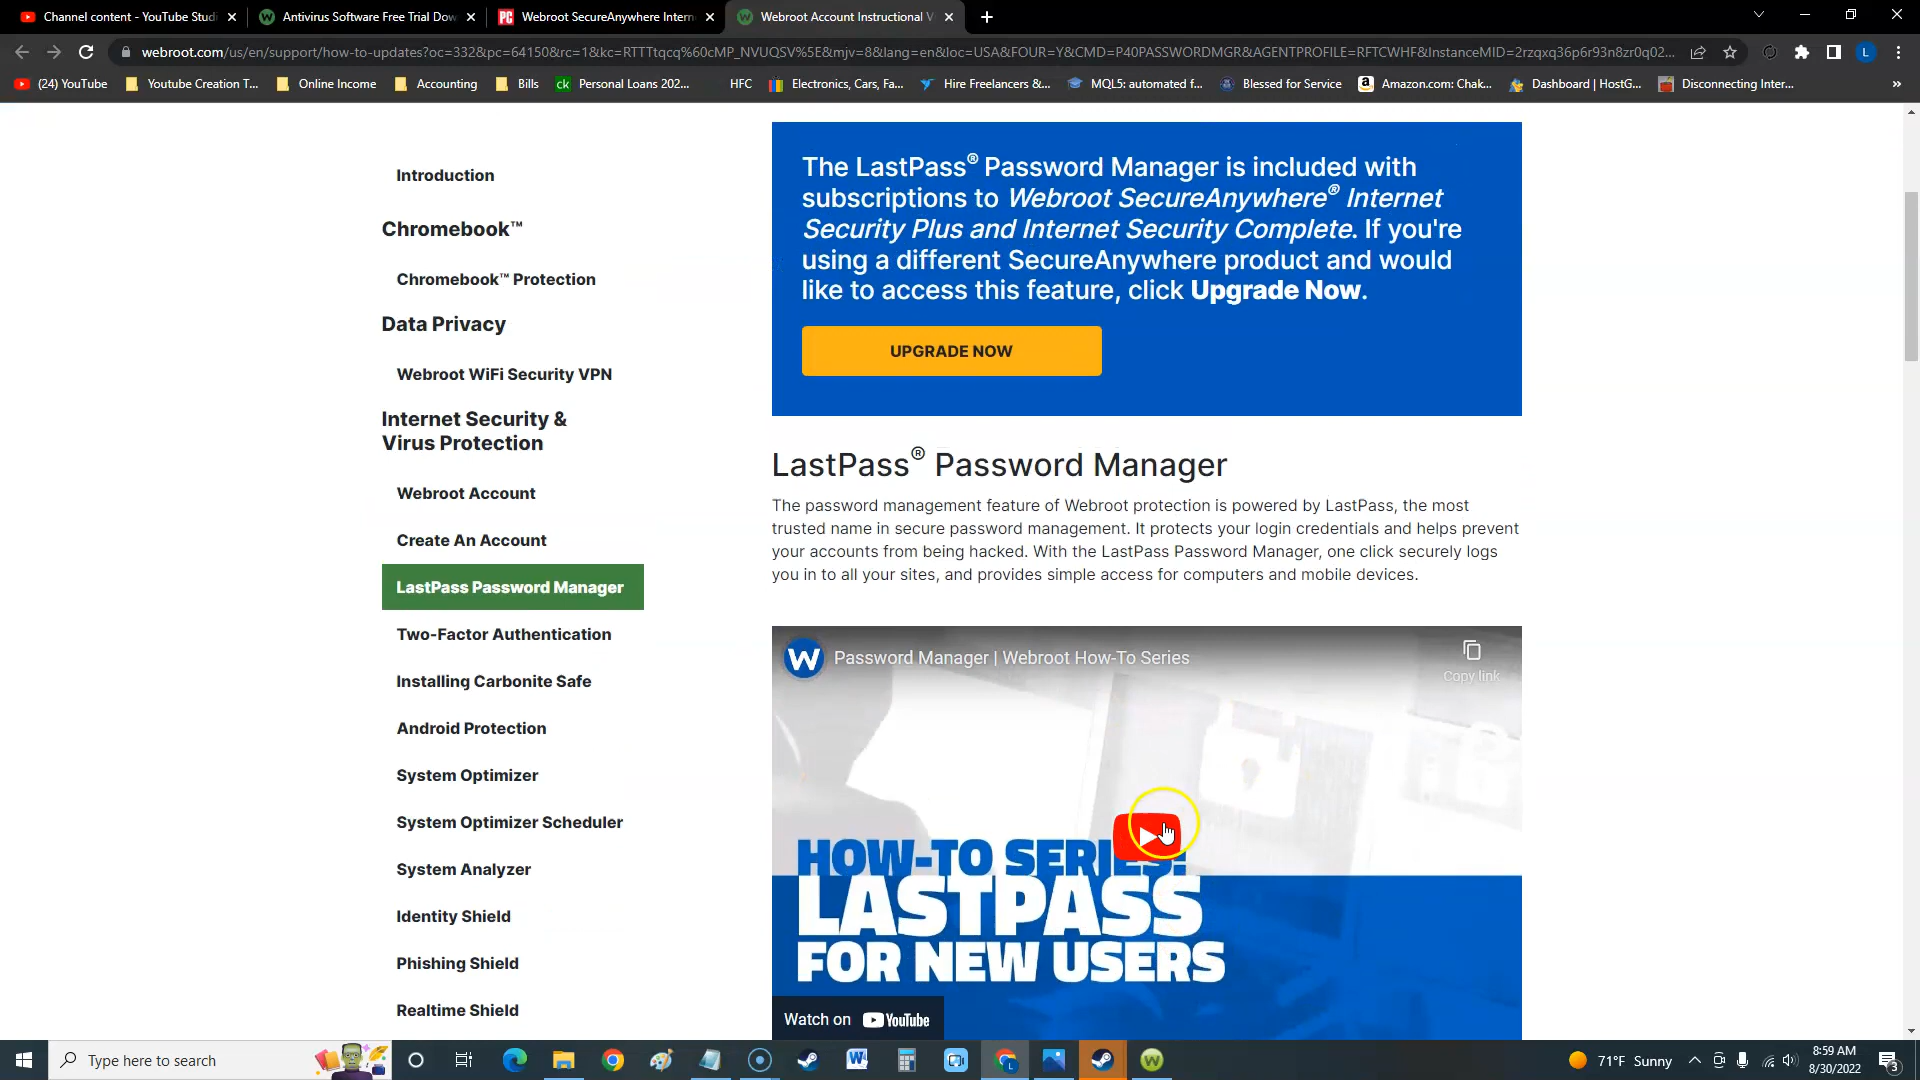 Channel content - YouTube Studi
Antivirus Software Free Trial Dow
Webroot SecureAnywhere Intern
Webroot Account Instructional V
webroot.com/us/en/support/how-to-updates?oc=332&pc=64150&rc=1&kc=RTTTtqcq%60cMP_NVUQSV%5E&mjv=8&lang=en&loc=USA&FOUR=Y&CMD=P40PASSWORDMGR&AGENTPROFILE=RFTCWHF&InstanceMID=2rzqxq36p6r93n8zr0q02...
L
(24) YouTube
Youtube Creation T...
Online Income
Accounting
Bills
ck Personal Loans 202...
HFC
Electronics, Cars, Fa...
Hire Freelancers &...
MQL5: automated f...
Blessed for Service
Amazon.com: Chak...
Dashboard | HostG...
Disconnecting Inter...
»
Introduction
Chromebook™
Chromebook™ Protection
Data Privacy
Webroot WiFi Security VPN
Internet Security &
Virus Protection
Webroot Account
Create An Account
LastPass Password Manager
Two-Factor Authentication
Installing Carbonite Safe
Android Protection
System Optimizer
System Optimizer Scheduler
System Analyzer
Identity Shield
Phishing Shield
Realtime Shield
The LastPass® Password Manager is included with
subscriptions to Webroot SecureAnywhere® Internet
Security Plus and Internet Security Complete. If you're
using a different SecureAnywhere product and would
like to access this feature, click Upgrade Now.
UPGRADE NOW
LastPass® Password Manager
The password management feature of Webroot protection is powered by LastPass, the most
trusted name in secure password management. It protects your login credentials and helps prevent
your accounts from being hacked. With the LastPass Password Manager, one click securely logs
you in to all your sites, and provides simple access for computers and mobile devices.
W Password Manager | Webroot How-To Series
Copy link
HOW-TO SERIES:
LASTPASS
FOR NEW USERS
Watch on YouTube
Type here to search
71°F Sunny
8:59 AM
8/30/2022
3